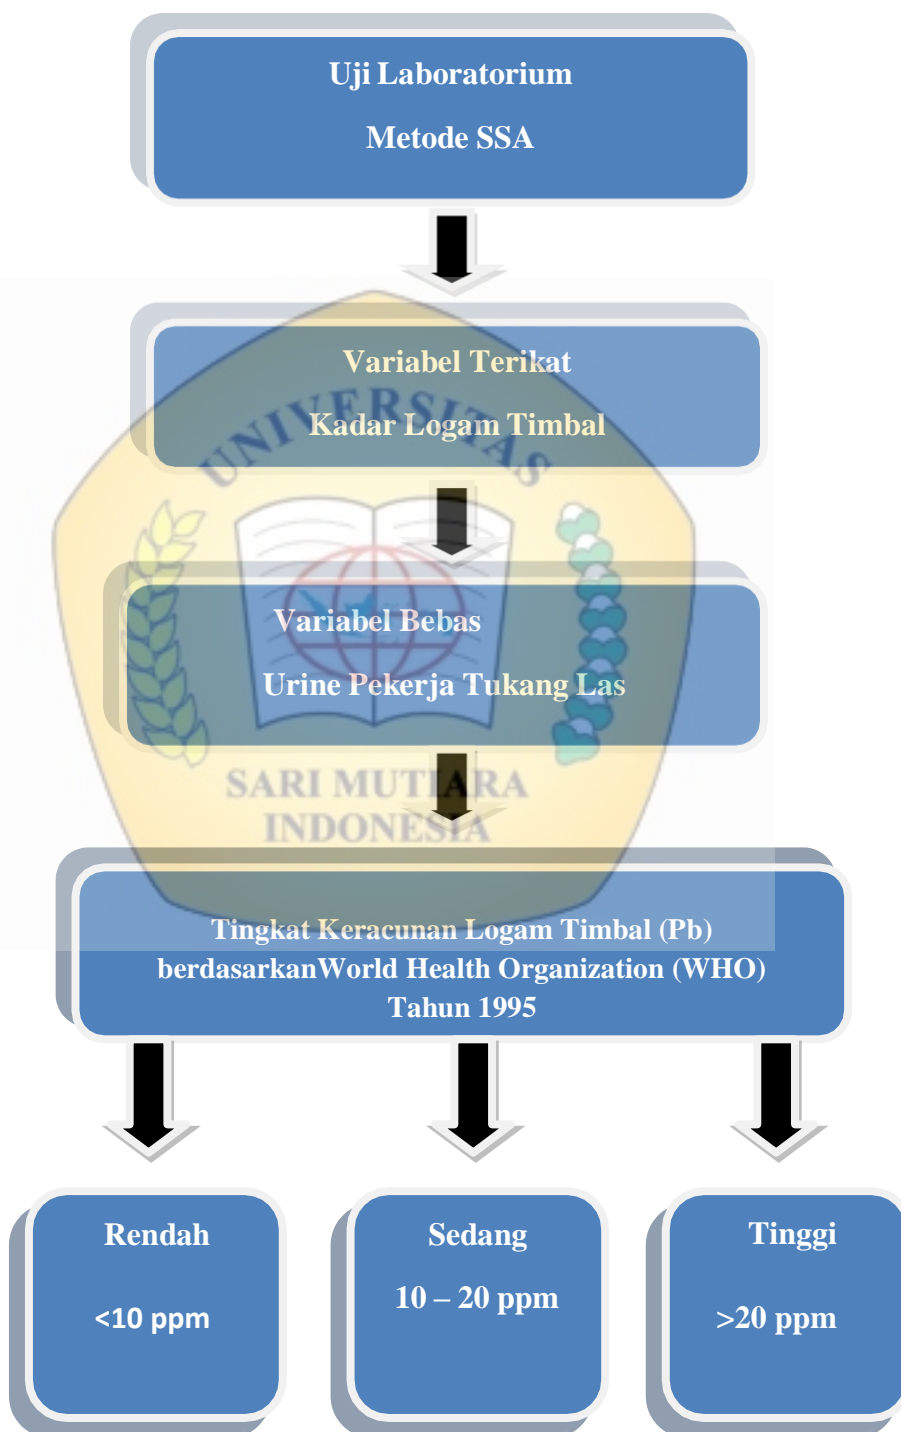 Uji Laboratorium
Metode SSA
Variabel Terikat
Kadar Logam Timbal
UNIVERSITAS
Variabel Bebas
Urine Pekerja Tukang Las
SARI MUTIARA
INDONESIA
Tingkat Keracunan Logam Timbal (Pb)
berdasarkanWorld Health Organization (WHO)
Tahun 1995
Rendah
<10 ppm
Sedang
10 – 20 ppm
Tinggi
>20 ppm